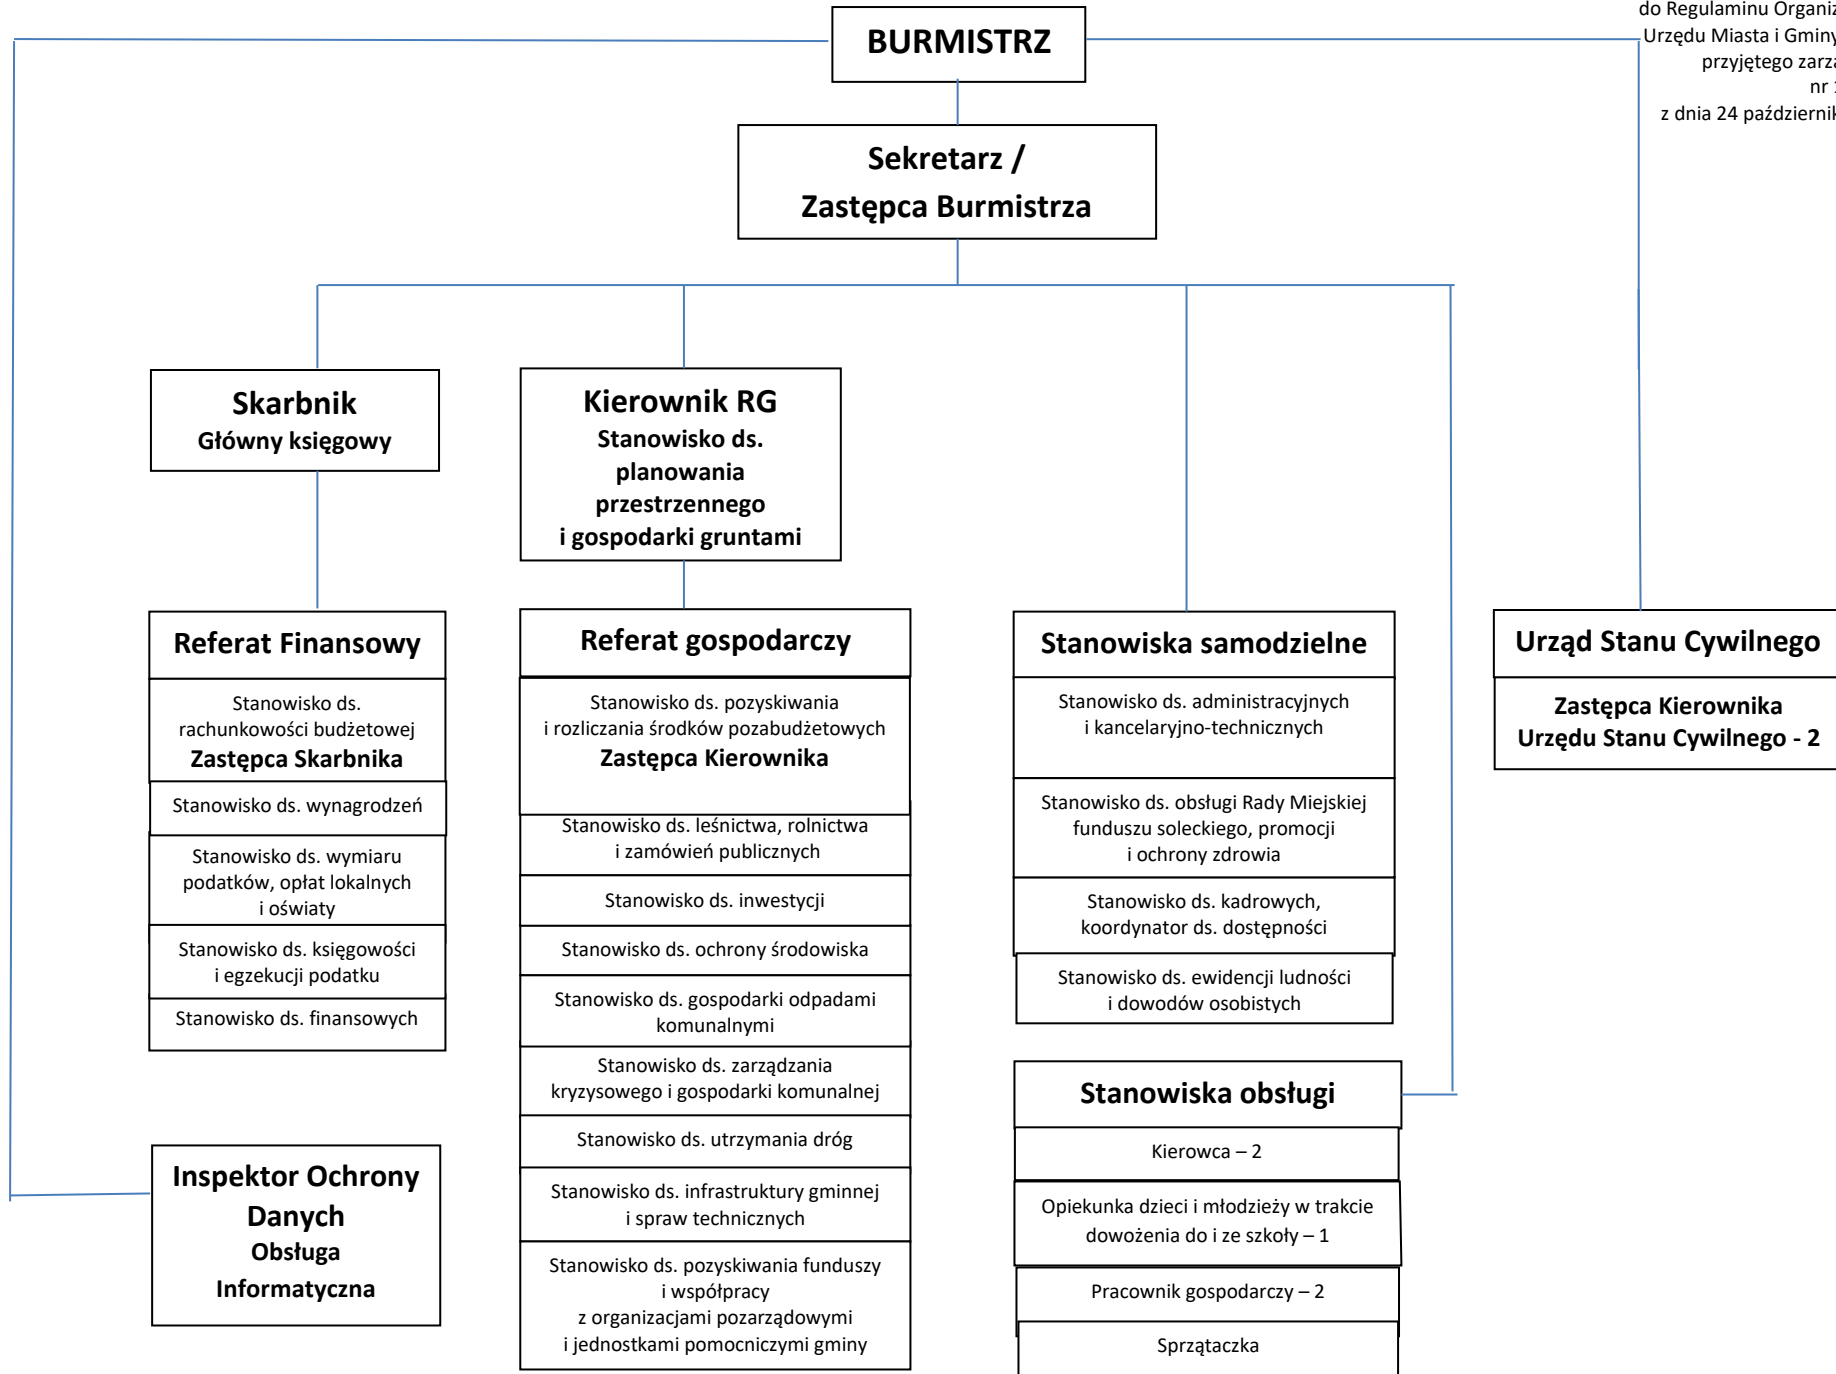 do Regulaminu
Urzędu Miasta i Gminy
przyjętego
nr
z dnia 24
BURMISTRZ
Sekretarz /
Zastępca Burmistrza
Skarbnik
Główny księgowy
Kierownik RG
Stanowisko ds.
planowania
przestrzennego
i gospodarki gruntami
Referat Finansowy
Stanowisko ds.
rachunkowości budżetowej
Zastępca Skarbnika
Stanowisko ds. wynagrodzeń
Stanowisko ds. wymiaru
podatków, opłat lokalnych
i oświaty
Stanowisko ds. księgowości
i egzekucji podatku
Stanowisko ds. finansowych
Inspektor Ochrony
Danych
Obsługa
Informatyczna
Referat gospodarczy
Stanowisko ds. pozyskiwania
i rozliczania środków pozabudżetowych
Zastępca Kierownika
Stanowisko ds. leśnictwa, rolnictwa
i zamówień publicznych
Stanowisko ds. inwestycji
Stanowisko ds. ochrony środowiska
Stanowisko ds. gospodarki odpadami
komunalnymi
Stanowisko ds. zarządzania
kryzysowego i gospodarki komunalnej
Stanowisko ds. utrzymania dróg
Stanowisko ds. infrastruktury gminnej
i spraw technicznych
Stanowisko ds. pozyskiwania funduszy
i współpracy
z organizacjami pozarządowymi
i jednostkami pomocniczymi gminy
Stanowiska samodzielne
Stanowisko ds. administracyjnych
i kancelaryjno-technicznych
Stanowisko ds. obsługi Rady Miejskiej
funduszu soleckiego, promocji
i ochrony zdrowia
Stanowisko ds. kadrowych,
koordynator ds. dostępności
Stanowisko ds. ewidencji ludności
i dowodów osobistych
Stanowiska obsługi
Kierowca – 2
Opiekunka dzieci i młodzieży w trakcie
dowożenia do i ze szkoły – 1
Pracownik gospodarczy – 2
Sprzątaczka
Urząd Stanu Cywilnego
Zastępca Kierownika
Urzędu Stanu Cywilnego - 2